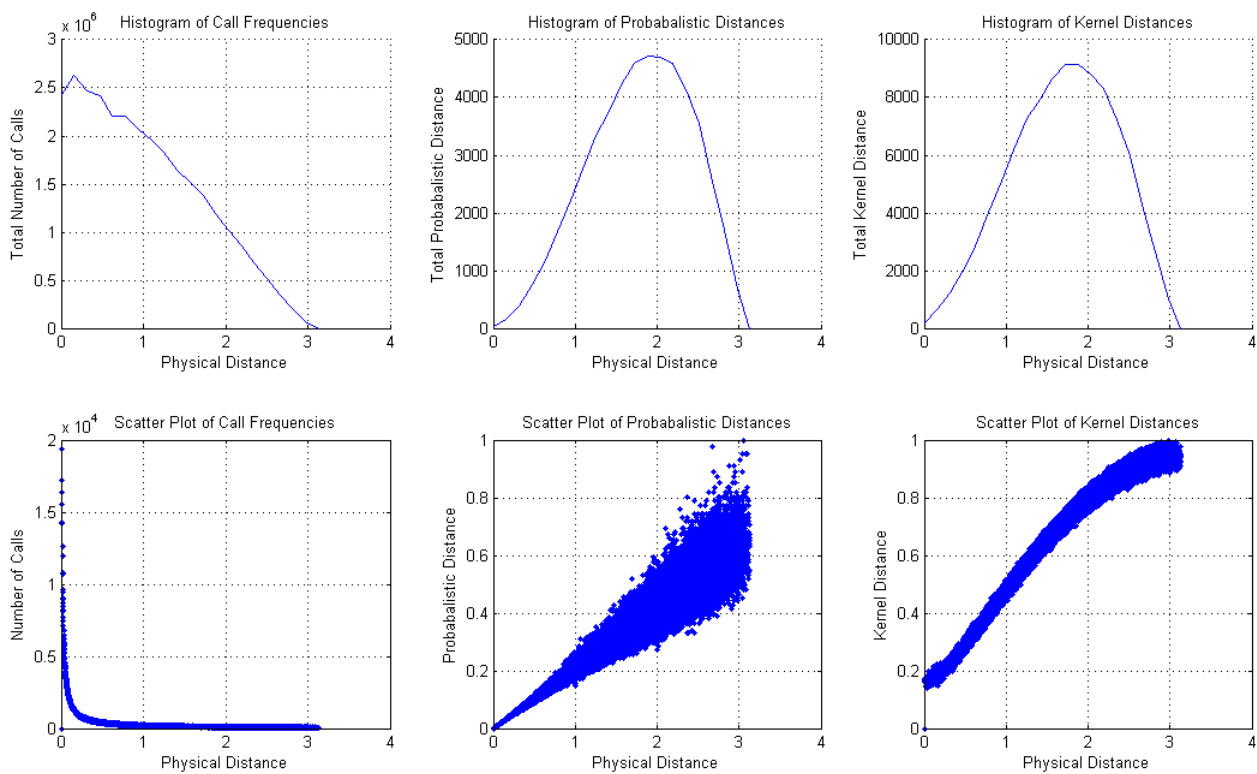 Histogram of Call Frequencies
x 10^6
3
2.5
2
1.5
1
0.5
0
0 1 2 3 4
Total Number of Calls
Physical Distance
Histogram of Probabalistic Distances
5000
4000
3000
2000
1000
0
0 1 2 3 4
Total Probabalistic Distance
Physical Distance
Histogram of Kernel Distances
10000
8000
6000
4000
2000
0
0 1 2 3 4
Total Kernel Distance
Physical Distance
Scatter Plot of Call Frequencies
x 10^4
2
1.5
1
0.5
0
0 1 2 3 4
Number of Calls
Physical Distance
Scatter Plot of Probabalistic Distances
1
0.8
0.6
0.4
0.2
0
0 1 2 3 4
Probabalistic Distance
Physical Distance
Scatter Plot of Kernel Distances
1
0.8
0.6
0.4
0.2
0
0 1 2 3 4
Kernel Distance
Physical Distance